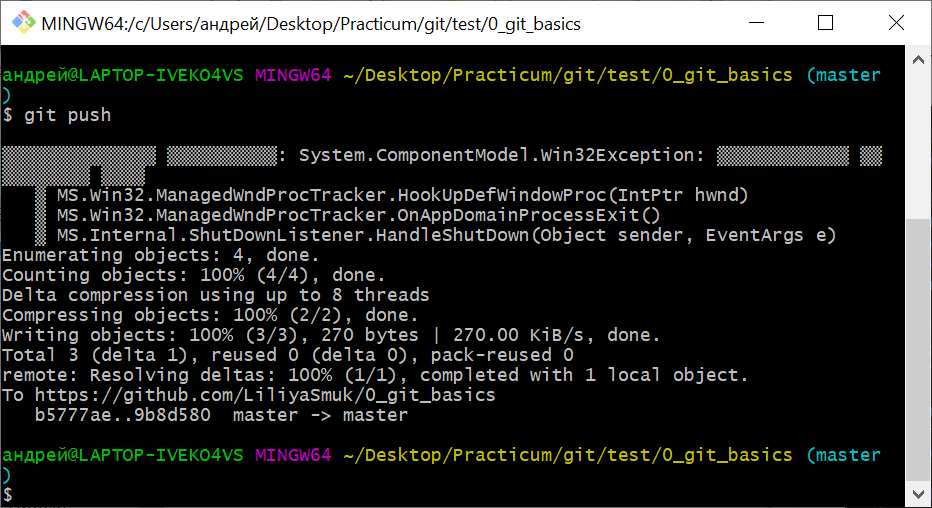 MINGW64:/c/Users/андрей/Desktop/Practicum/git/test/0_git_basics
андрей@LAPTOP-IVEKO4VS MINGW64 ~/Desktop/Practicum/git/test/0_git_basics (master
)
$ git push
: System.ComponentModel.Win32Exception:
MS.Win32.ManagedWndProcTracker.HookUpDefWindowProc(IntPtr hwnd)
MS.Win32.ManagedWndProcTracker.OnAppDomainProcessExit()
MS.Internal.ShutDownListener.HandleShutDown(Object sender, EventArgs e)
Enumerating objects: 4, done.
Counting objects: 100% (4/4), done.
Delta compression using up to 8 threads
Compressing objects: 100% (2/2), done.
Writing objects: 100% (3/3), 270 bytes | 270.00 KiB/s, done.
Total 3 (delta 1), reused 0 (delta 0), pack-reused 0
remote: Resolving deltas: 100% (1/1), completed with 1 local object.
To https://github.com/LiliyaSmuk/0_git_basics
b5777ae..9b8d580  master -> master
андрей@LAPTOP-IVEKO4VS MINGW64 ~/Desktop/Practicum/git/test/0_git_basics (master
)
$